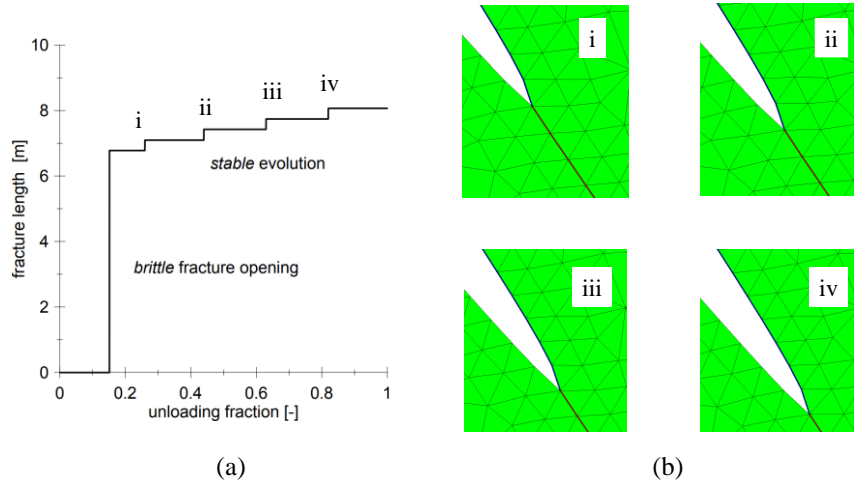 10
8
6
4
2
0
fracture length [m]
i
ii
iii
iv
stable evolution
brittle fracture opening
0
0.2
0.4
0.6
0.8
1
unloading fraction [-]
(a)
i
ii
iii
iv
(b)